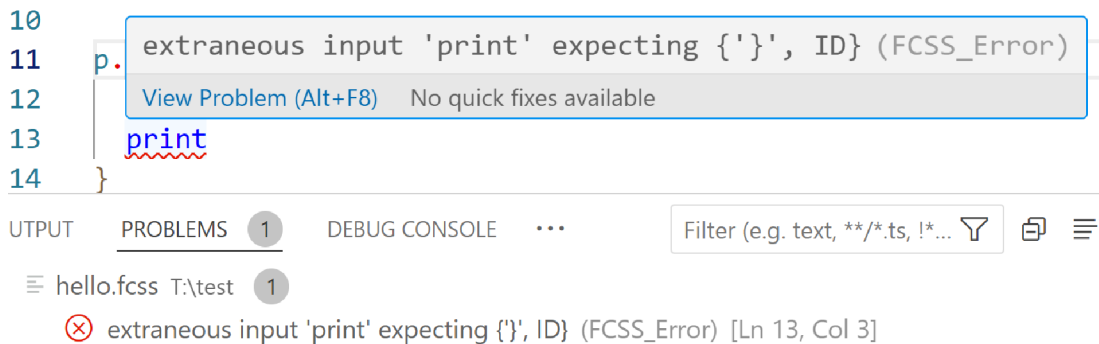 10
extraneous input 'print' expecting {'}', ID} (FCSS_Error)
11 p.
View Problem (Alt+F8) No quick fixes available
12
13 print
14 }
UTPUT PROBLEMS 1 DEBUG CONSOLE ··· Filter (e.g. text, **/*.ts, !*...
hello.fcss T:\test 1
extraneous input 'print' expecting {'}', ID} (FCSS_Error) [Ln 13, Col 3]